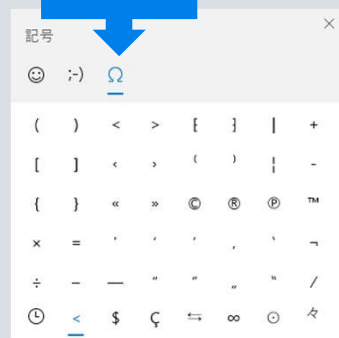 記号
;-) Ω
( ) < > ⁅ ⁆ | +
[ ] ‹ › ⁽ ⁾ ¦ -
{ } « » © ® ℗ ™
× = ¬
÷ – — /
< $ Ç ⇆ ∞ ⊙ 々